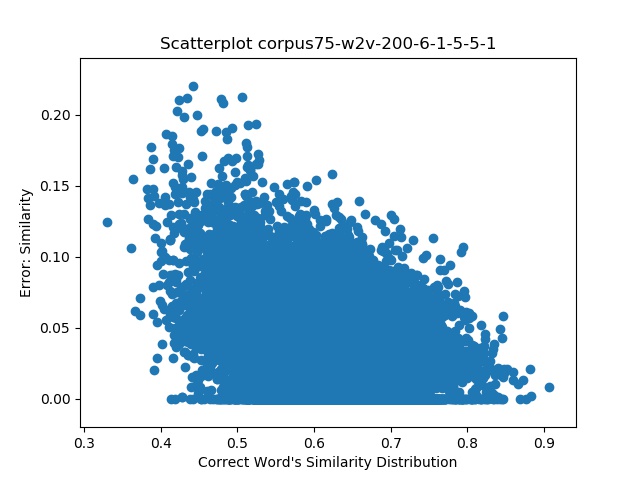 Scatterplot corpus75-w2v-200-6-1-5-5-1
0.20
0.15
0.10
0.05
0.00
Error: Similarity
0.3 0.4 0.5 0.6 0.7 0.8 0.9
Correct Word's Similarity Distribution